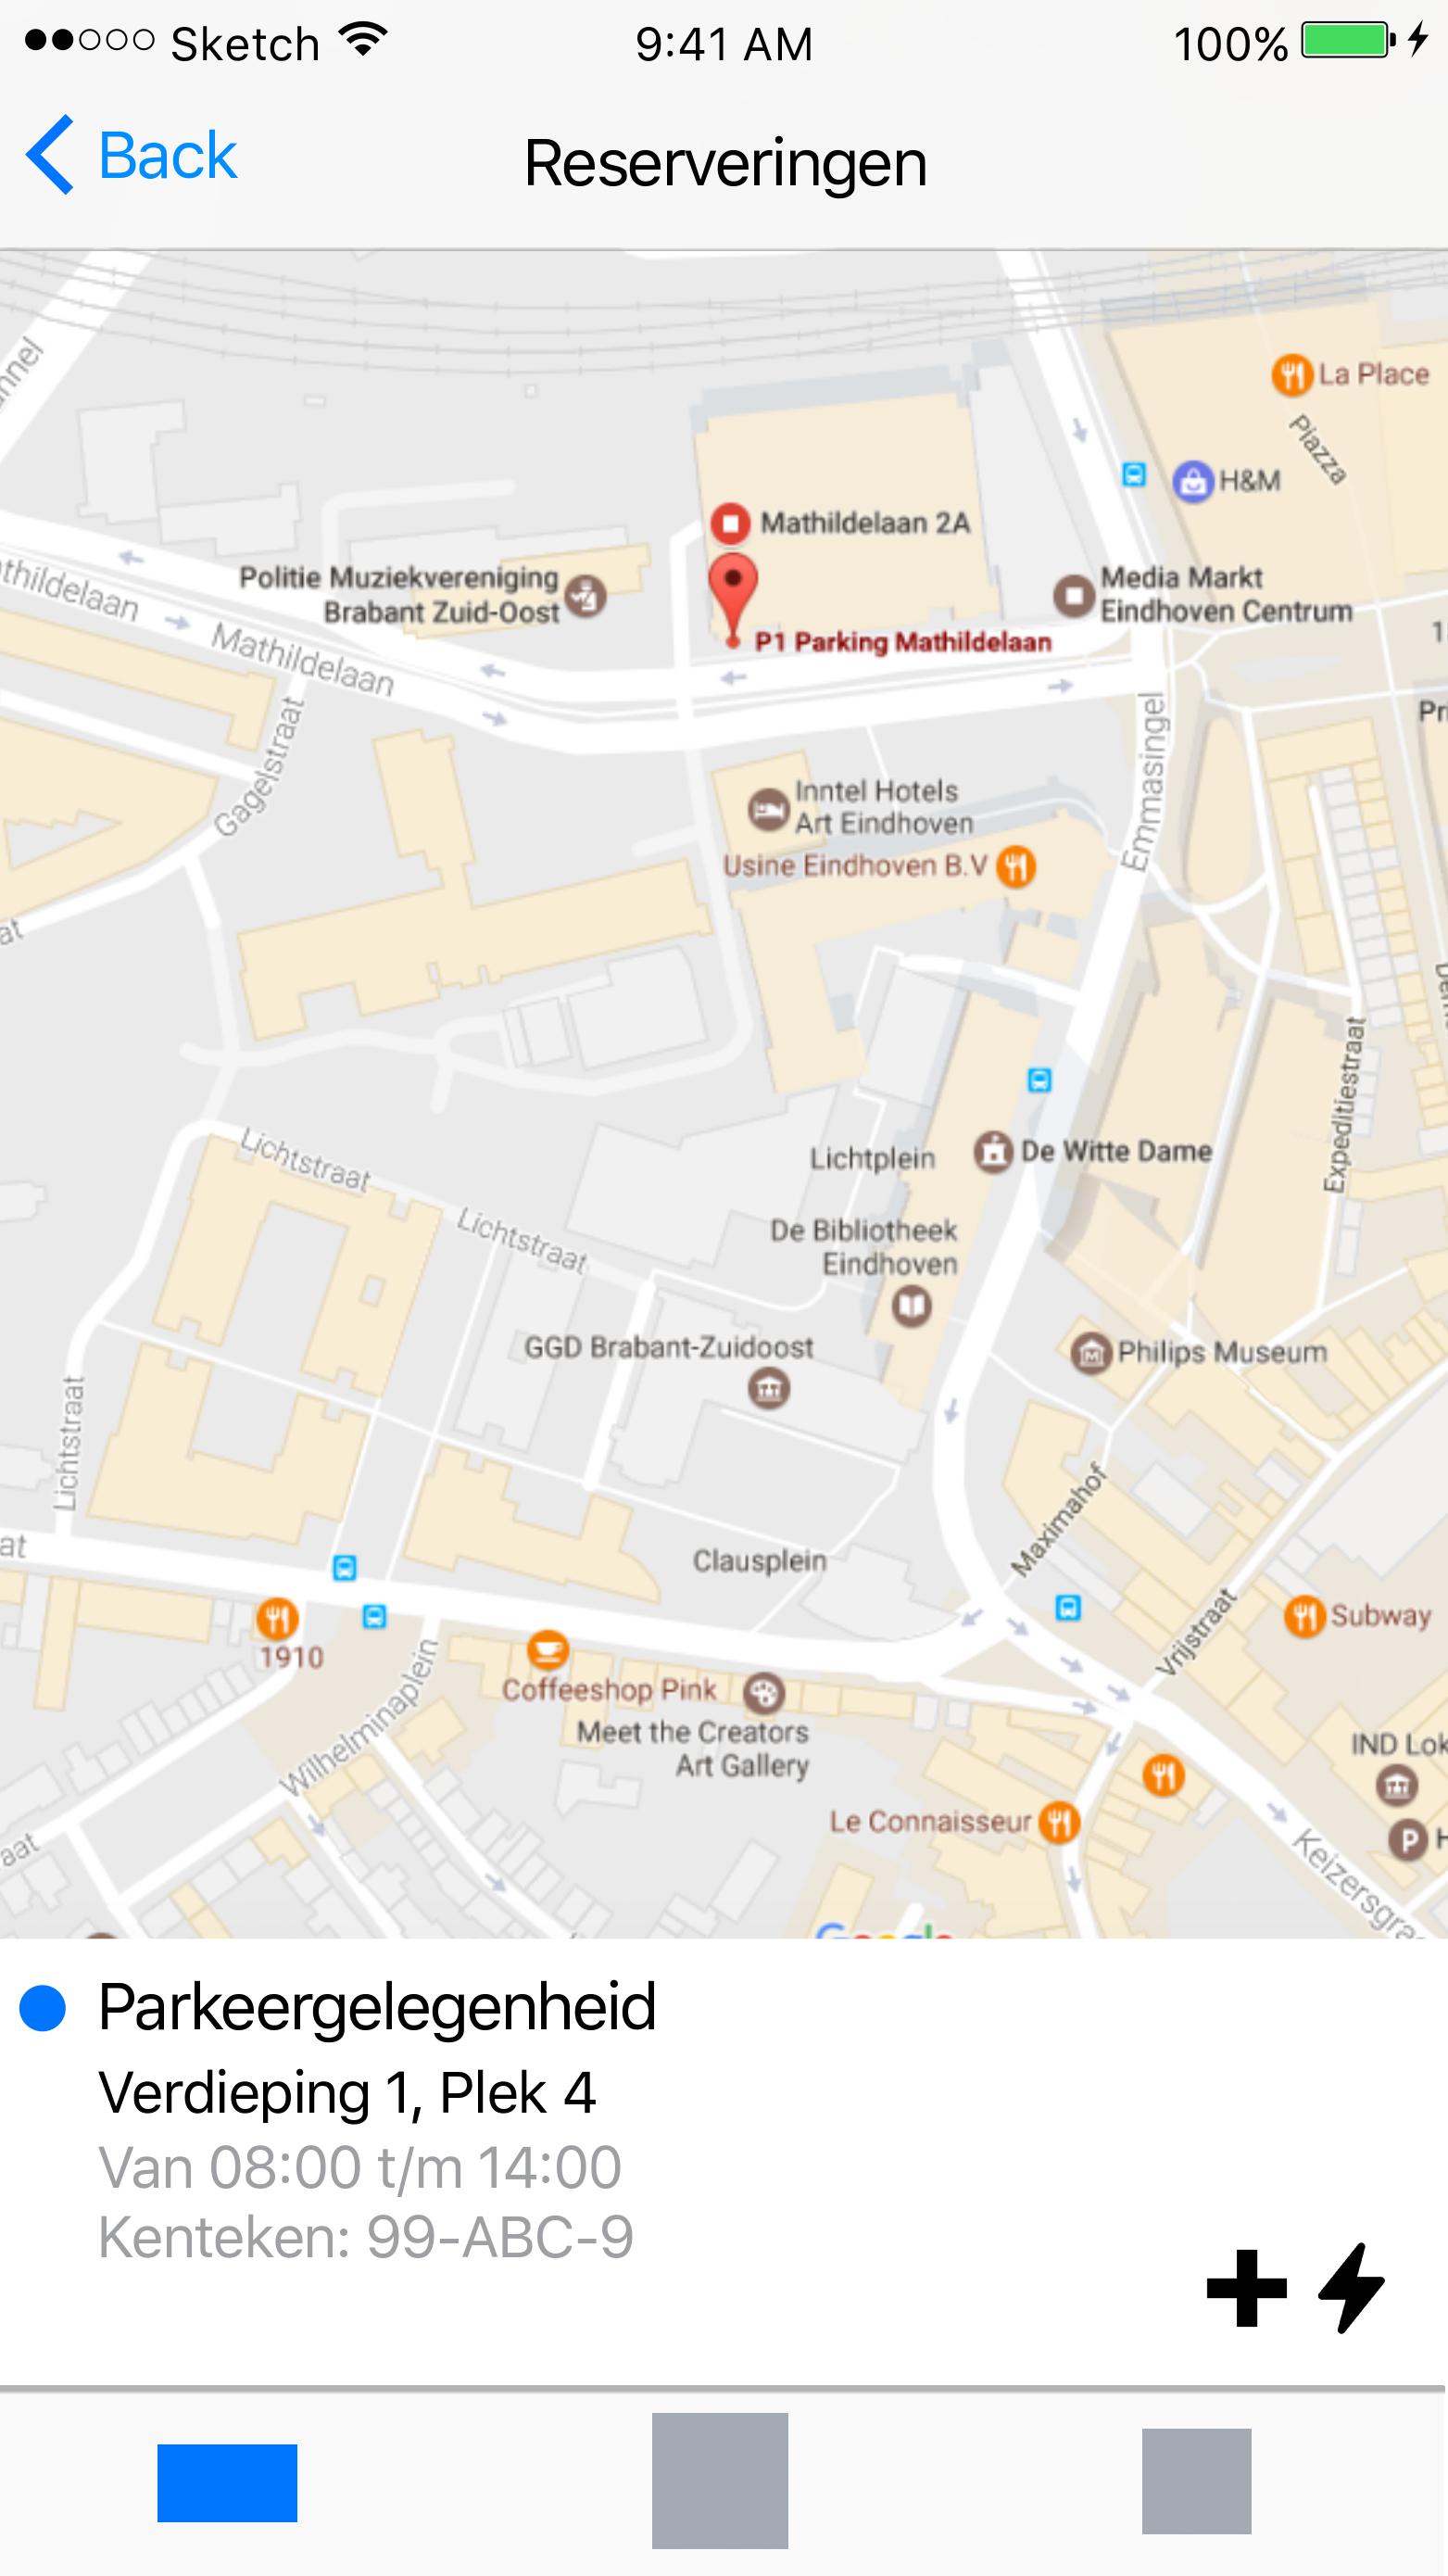 Sketch
9:41 AM
100%
Back
Reserveringen
La Place
Piazza
H&M
Mathildelaan 2A
Politie Muziekvereniging
Brabant Zuid-Oost
Media Markt
Eindhoven Centrum
P1 Parking Mathildelaan
Mathildelaan
Gagelstraat
Emmasingel
Inntel Hotels
Art Eindhoven
Usine Eindhoven B.V
Expeditiestraat
Lichtstraat
Lichtplein
De Witte Dame
Lichtstraat
De Bibliotheek
Eindhoven
GGD Brabant-Zuidoost
Philips Museum
Lichtstraat
Maximahof
Clausplein
Vrijstraat
Subway
1910
Coffeeshop Pink
Wilhelminaplein
Meet the Creators
Art Gallery
IND Lok
Le Connaisseur
P H
Keizersgra
Google
Parkeergelegenheid
Verdieping 1, Plek 4
Van 08:00 t/m 14:00
Kenteken: 99-ABC-9